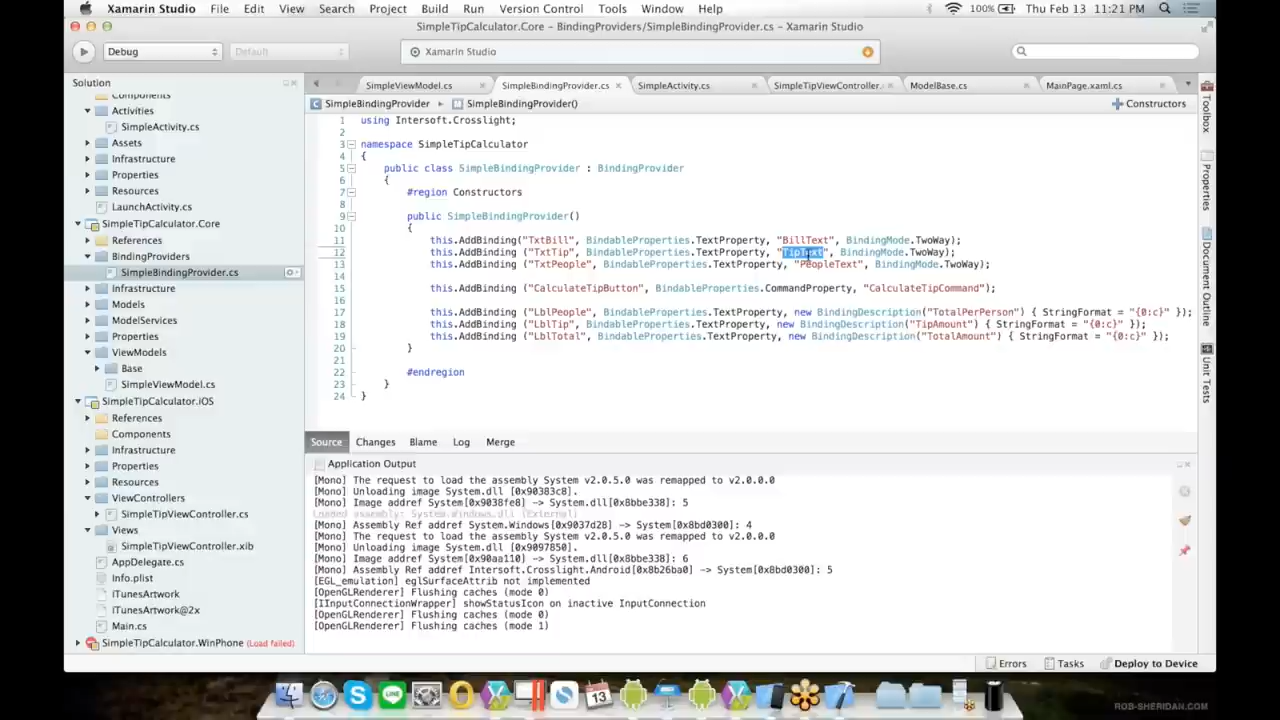 Xamarin Studio File Edit View Search Project Build Run Version Control Tools Window Help 100% Thu Feb 13 11:21 PM
SimpleTipCalculator.Core – BindingProviders/SimpleBindingProvider.cs – Xamarin Studio
Debug Default Xamarin Studio
Solution
Components
Activities
SimpleActivity.cs
Assets
Infrastructure
Properties
Resources
LaunchActivity.cs
SimpleTipCalculator.Core
References
BindingProviders
SimpleBindingProvider.cs
Infrastructure
Models
ModelServices
Properties
ViewModels
Base
SimpleViewModel.cs
SimpleTipCalculator.iOS
References
Components
Infrastructure
Properties
Resources
ViewControllers
SimpleTipViewController.cs
Views
SimpleTipViewController.xib
AppDelegate.cs
Info.plist
iTunesArtwork
iTunesArtwork@2x
Main.cs
SimpleTipCalculator.WinPhone (Load failed)
SimpleViewModel.cs SimpleBindingProvider.cs SimpleActivity.cs SimpleTipViewController. ModelBase.cs MainPage.xaml.cs
SimpleBindingProvider SimpleBindingProvider() Constructors
1 using Intersoft.Crosslight;
2
3 namespace SimpleTipCalculator
4 {
5 public class SimpleBindingProvider : BindingProvider
6 {
7 #region Constructors
8
9 public SimpleBindingProvider()
10 {
11 this.AddBinding("TxtBill", BindableProperties.TextProperty, "BillText", BindingMode.TwoWay);
12 this.AddBinding ("TxtTip", BindableProperties.TextProperty, "TipText", BindingMode.TwoWay);
13 this.AddBinding ("TxtPeople", BindableProperties.TextProperty, "PeopleText", BindingMode.TwoWay);
14
15 this.AddBinding ("CalculateTipButton", BindableProperties.CommandProperty, "CalculateTipCommand");
16
17 this.AddBinding ("LblPeople", BindableProperties.TextProperty, new BindingDescription("TotalPerPerson") { StringFormat = "{0:c}" });
18 this.AddBinding ("LblTip", BindableProperties.TextProperty, new BindingDescription("TipAmount") { StringFormat = "{0:c}" });
19 this.AddBinding ("LblTotal", BindableProperties.TextProperty, new BindingDescription("TotalAmount") { StringFormat = "{0:c}" });
20 }
21
22 #endregion
23 }
24 }
Source Changes Blame Log Merge
Application Output
[Mono] The request to load the assembly System v2.0.5.0 was remapped to v2.0.0.0
[Mono] Unloading image System.dll [0x90383c8].
[Mono] Image addref System[0x9038fe8] -> System.dll[0x8bbe338]: 5
Loaded assembly: System.Windows.dll [External]
[Mono] Assembly Ref addref System.Windows[0x9037d28] -> System[0x8bd0300]: 4
[Mono] The request to load the assembly System v2.0.5.0 was remapped to v2.0.0.0
[Mono] Unloading image System.dll [0x9097850].
[Mono] Image addref System[0x90aa110] -> System.dll[0x8bbe338]: 6
[Mono] Assembly Ref addref Intersoft.Crosslight.Android[0x8b26ba0] -> System[0x8bd0300]: 5
[EGL_emulation] eglSurfaceAttrib not implemented
[OpenGLRenderer] Flushing caches (mode 0)
[IInputConnectionWrapper] showStatusIcon on inactive InputConnection
[OpenGLRenderer] Flushing caches (mode 0)
[OpenGLRenderer] Flushing caches (mode 1)
Toolbox
Properties
Document Outline
Unit Tests
Errors Tasks Deploy to Device
13
ROB-SHERIDAN.COM